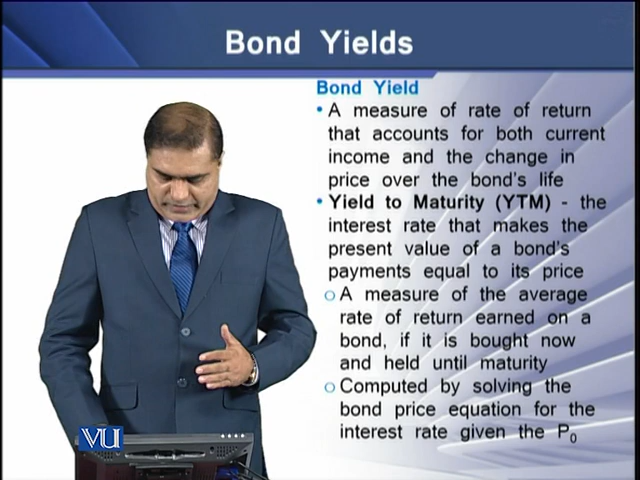 Bond Yields
Bond Yield
• A measure of rate of return
that accounts for both current
income and the change in
price over the bond's life
• Yield to Maturity (YTM) - the
interest rate that makes the
present value of a bond's
payments equal to its price
o A measure of the average
rate of return earned on a
bond, if it is bought now
and held until maturity
o Computed by solving the
bond price equation for the
interest rate given the P₀
VU